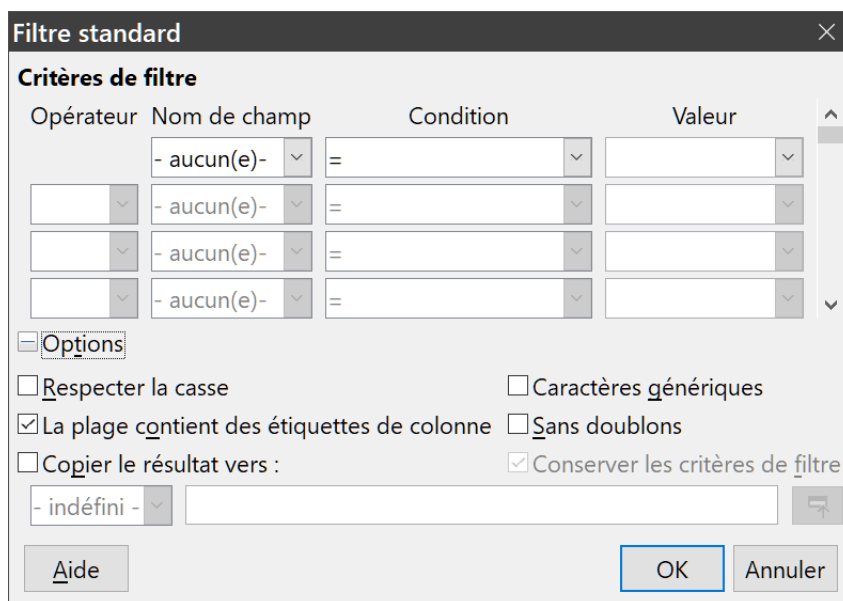 Filtre standard
Critères de filtre
Opérateur Nom de champ Condition Valeur
- aucun(e)- =
- aucun(e)- =
- aucun(e)- =
- aucun(e)- =
Options
Respecter la casse Caractères génériques
La plage contient des étiquettes de colonne Sans doublons
Copier le résultat vers : Conserver les critères de filtre
- indéfini -
Aide OK Annuler